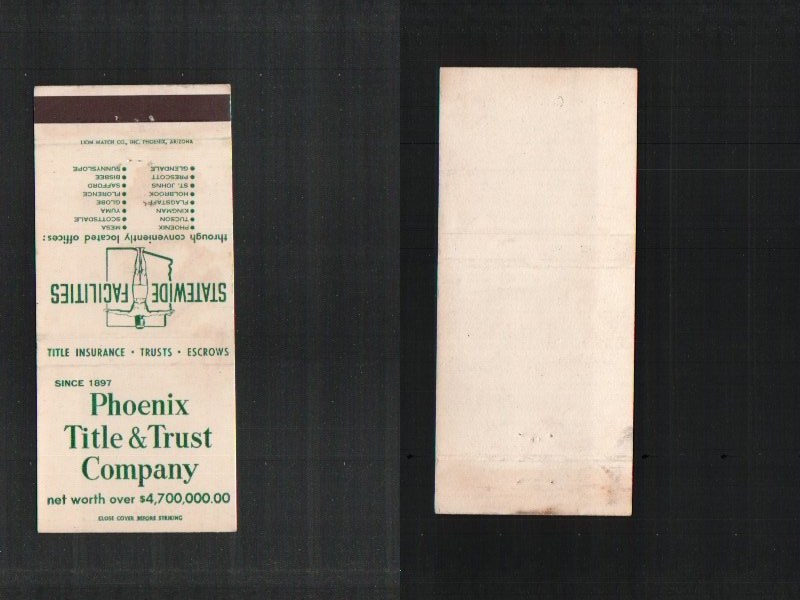 LION MATCH CO., INC. PHOENIX, ARIZONA
STATEWIDE FACILITIES
through conveniently located offices:
• PHOENIX • MESA
• TUCSON • SCOTTSDALE
• KINGMAN • YUMA
• FLAGSTAFF • GLOBE
• HOLBROOK • FLORENCE
• ST. JOHNS • SAFFORD
• PRESCOTT • BISBEE
• GLENDALE • SUNNYSLOPE
TITLE INSURANCE • TRUSTS • ESCROWS
SINCE 1897
Phoenix
Title & Trust
Company
net worth over $4,700,000.00
CLOSE COVER BEFORE STRIKING